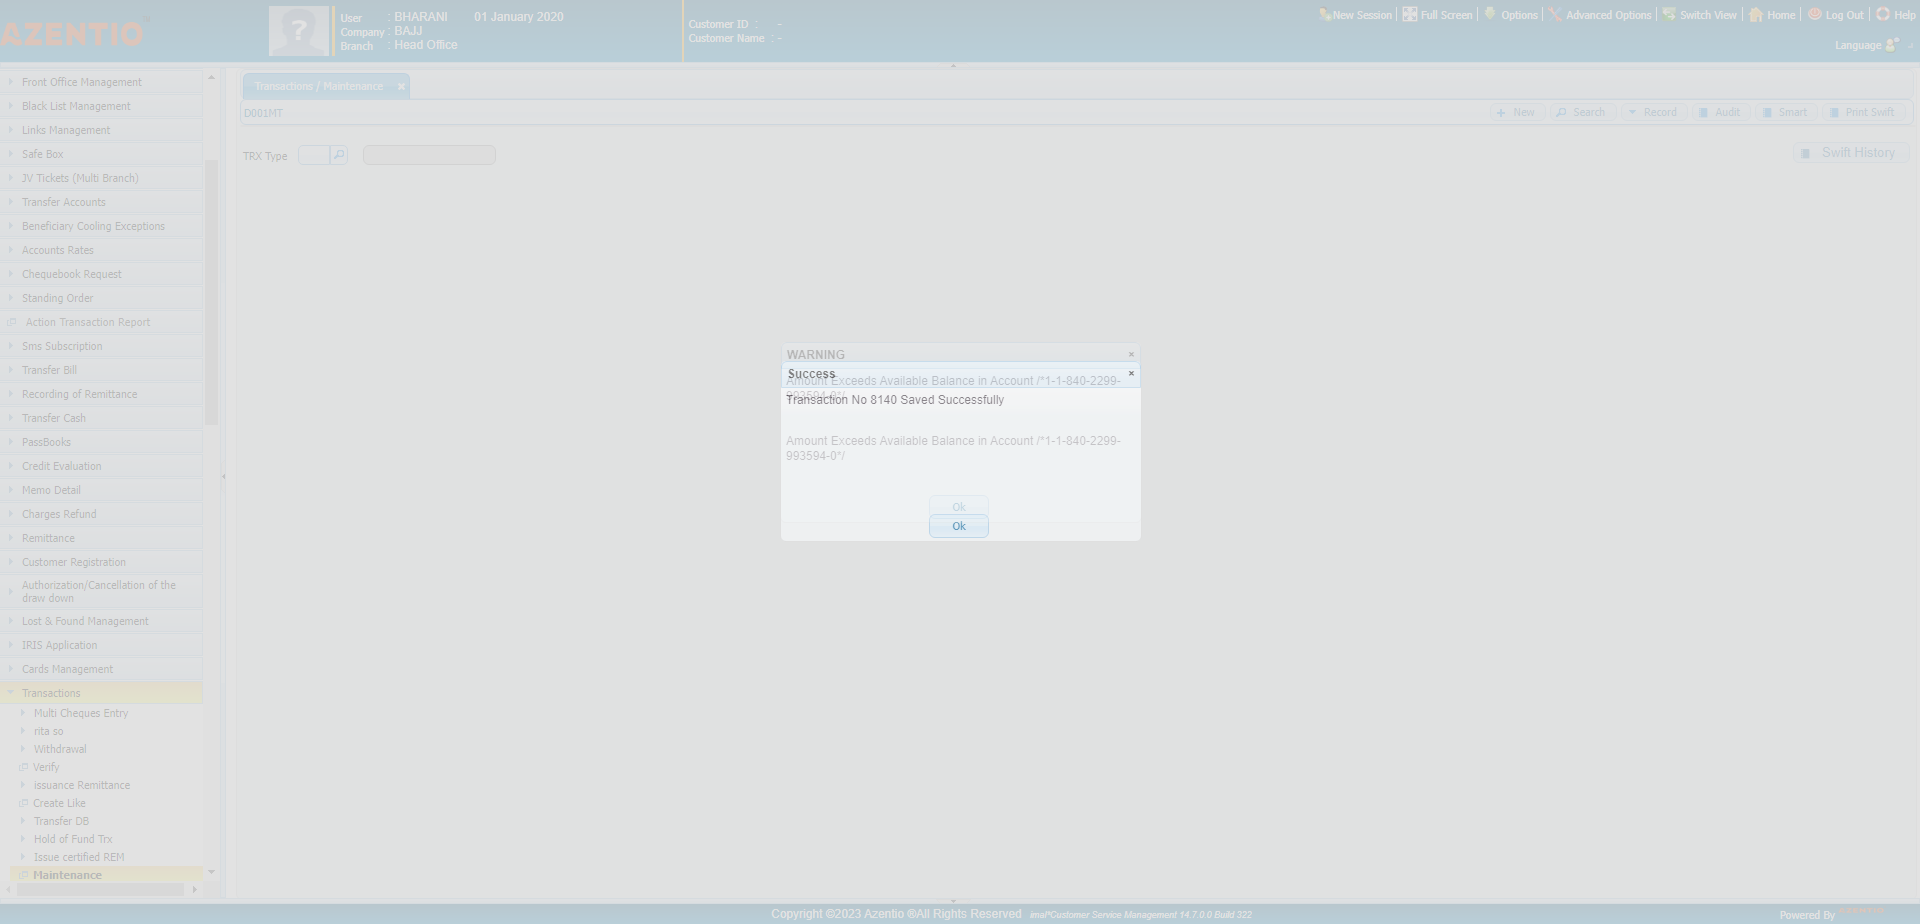 AZENTIO
User : BHARANI 01 January 2020
Company : BAJJ
Branch : Head Office
Customer ID : -
Customer Name : -
New Session Full Screen Options Advanced Options Switch View Home Log Out Help
Language
Front Office Management
Black List Management
Links Management
Safe Box
JV Tickets (Multi Branch)
Transfer Accounts
Beneficiary Cooling Exceptions
Accounts Rates
Chequebook Request
Standing Order
Action Transaction Report
Sms Subscription
Transfer Bill
Recording of Remittance
Transfer Cash
PassBooks
Credit Evaluation
Memo Detail
Charges Refund
Remittance
Customer Registration
Authorization/Cancellation of the
draw down
Lost & Found Management
IRIS Application
Cards Management
Transactions
Multi Cheques Entry
rita so
Withdrawal
Verify
issuance Remittance
Create Like
Transfer DB
Hold of Fund Trx
Issue certified REM
Maintenance
Transactions / Maintenance
D001MT
New Search Record Audit Smart Print Swift
TRX Type
Swift History
WARNING
Success
Amount Exceeds Available Balance in Account /*1-1-840-2299-
993594-0*/
Transaction No 8140 Saved Successfully
Amount Exceeds Available Balance in Account /*1-1-840-2299-
993594-0*/
Ok
Ok
Copyright ©2023 Azentio ®All Rights Reserved imal*Customer Service Management 14.7.0.0 Build 322
Powered By AZENTIO